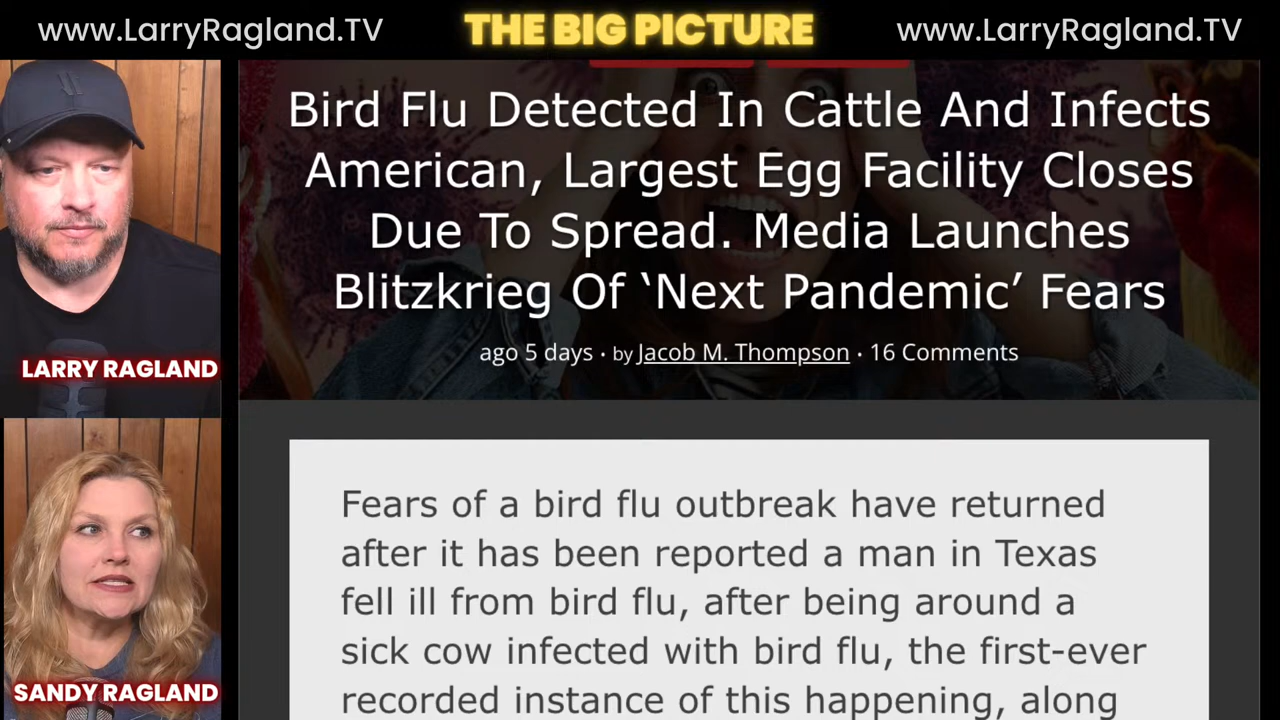 www.LarryRagland.TV
THE BIG PICTURE
www.LarryRagland.TV
Bird Flu Detected In Cattle And Infects
American, Largest Egg Facility Closes
Due To Spread. Media Launches
Blitzkrieg Of ‘Next Pandemic’ Fears
ago 5 days · by Jacob M. Thompson · 16 Comments
LARRY RAGLAND
Fears of a bird flu outbreak have returned
after it has been reported a man in Texas
fell ill from bird flu, after being around a
sick cow infected with bird flu, the first-ever
recorded instance of this happening, along
SANDY RAGLAND